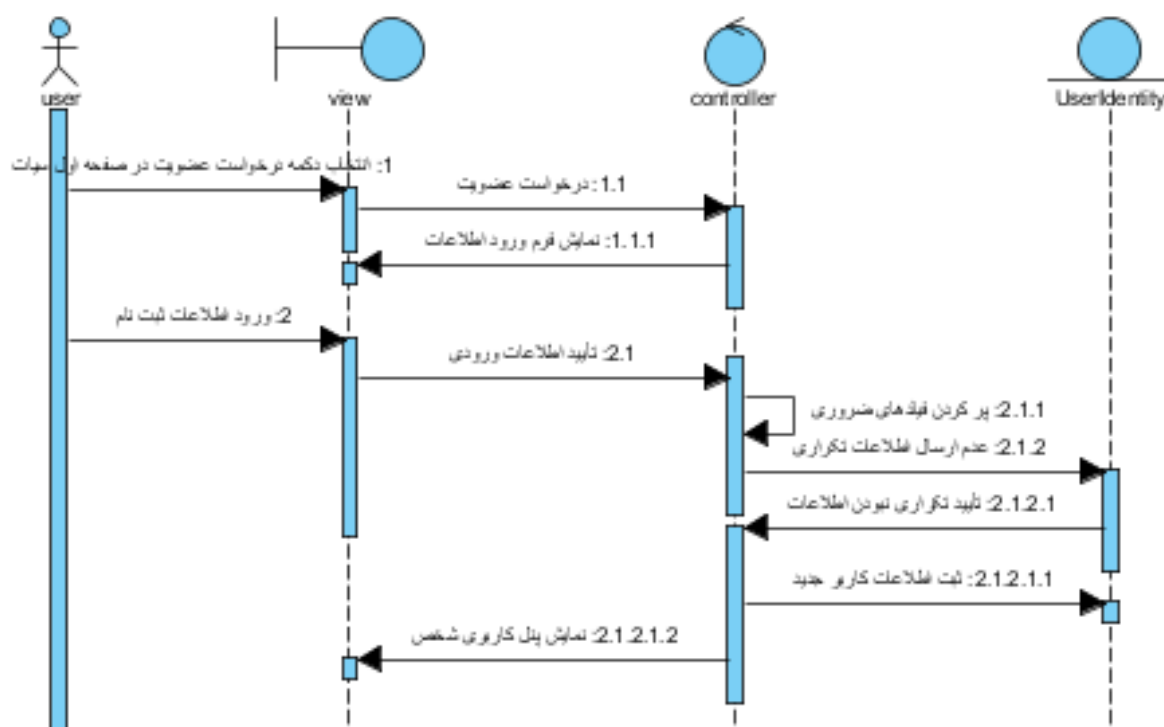 user
view
controller
UserIdentity
1: انتخاب دکمه درخواست عضویت در صفحه اول سیات
1.1: درخواست عضویت
1.1.1: نمایش فرم ورود اطلاعات
2: ورود اطلاعات ثبت نام
2.1: تأیید اطلاعات ورودی
2.1.1: پر کردن فیلدهای ضروری
2.1.2: عدم ارسال اطلاعات تکراری
2.1.2.1: تأیید تکراری نبودن اطلاعات
2.1.2.1.1: ثبت اطلاعات کاربر جدید
2.1.2.1.2: نمایش پنل کاربری شخص